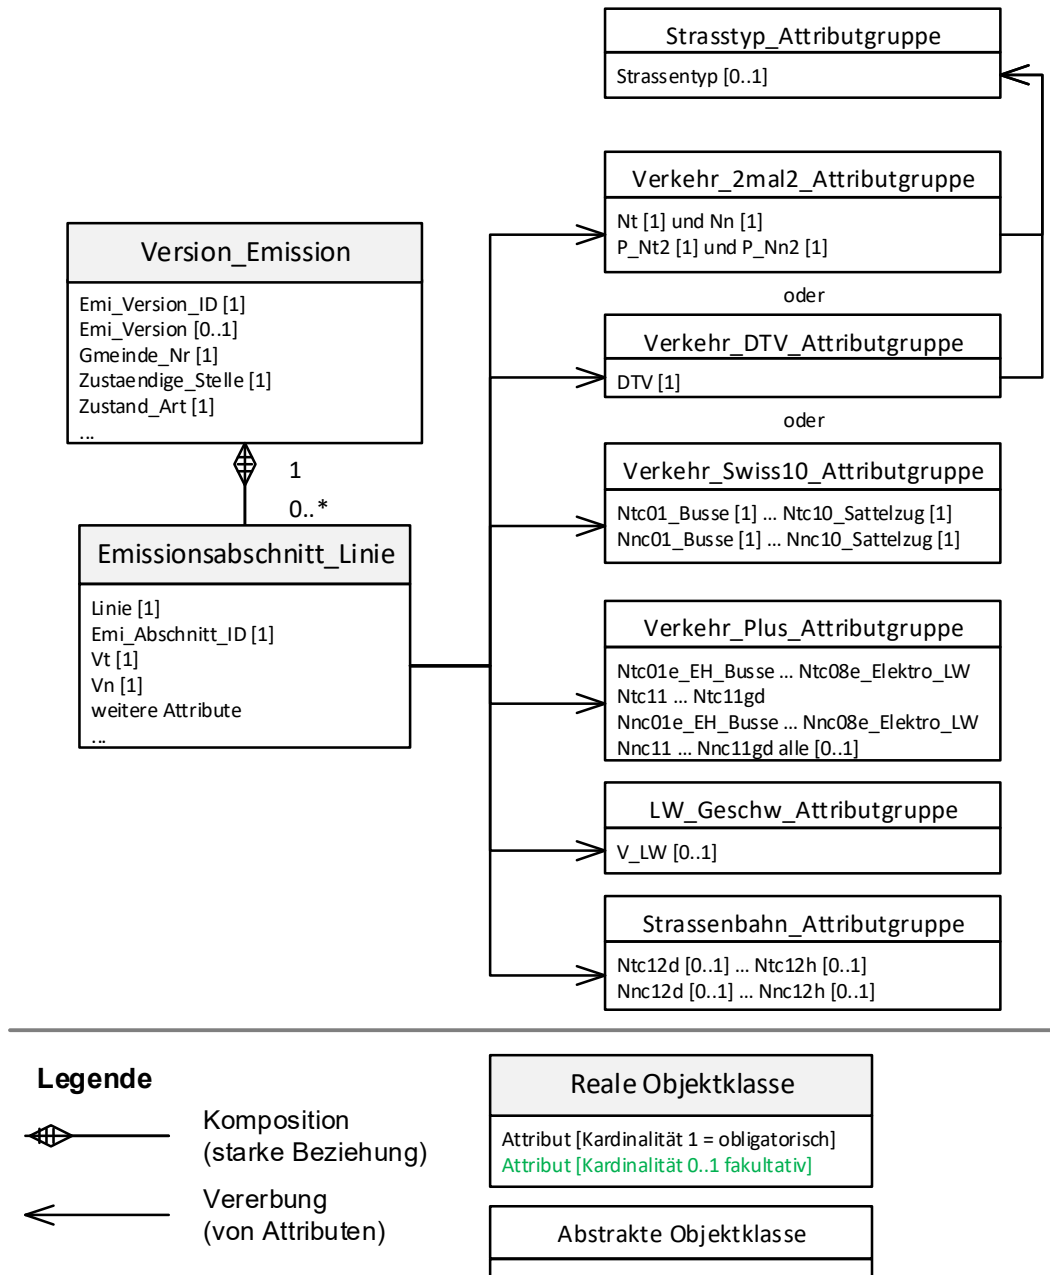 Strasstyp_Attributgruppe
Strassentyp [0..1]
Verkehr_2mal2_Attributgruppe
Nt [1] und Nn [1]
P_Nt2 [1] und P_Nn2 [1]
oder
Verkehr_DTV_Attributgruppe
DTV [1]
oder
Verkehr_Swiss10_Attributgruppe
Ntc01_Busse [1] ... Ntc10_Sattelzug [1]
Nnc01_Busse [1] ... Nnc10_Sattelzug [1]
Version_Emission
Emi_Version_ID [1]
Emi_Version [0..1]
Gmeinde_Nr [1]
Zustaendige_Stelle [1]
Zustand_Art [1]
...
1
0..*
Emissionsabschnitt_Linie
Linie [1]
Emi_Abschnitt_ID [1]
Vt [1]
Vn [1]
weitere Attribute
...
Verkehr_Plus_Attributgruppe
Ntc01e_EH_Busse ... Ntc08e_Elektro_LW
Ntc11 ... Ntc11gd
Nnc01e_EH_Busse ... Nnc08e_Elektro_LW
Nnc11 ... Nnc11gd alle [0..1]
LW_Geschw_Attributgruppe
V_LW [0..1]
Strassenbahn_Attributgruppe
Ntc12d [0..1] ... Ntc12h [0..1]
Nnc12d [0..1] ... Nnc12h [0..1]
Legende
Komposition
(starke Beziehung)
Vererbung
(von Attributen)
Reale Objektklasse
Attribut [Kardinalität 1 = obligatorisch]
Attribut [Kardinalität 0..1 fakultativ]
Abstrakte Objektklasse